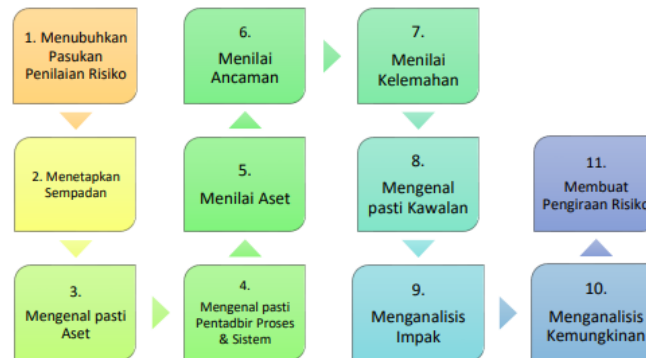 1. Menubuhkan
Pasukan
Penilaian Risiko
2. Menetapkan
Sempadan
3.
Mengenal pasti
Aset
4.
Mengenal pasti
Pentadbir Proses
& Sistem
5.
Menilai Aset
6.
Menilai
Ancaman
7.
Menilai
Kelemahan
8.
Mengenal
pasti Kawalan
9.
Menganalisis
Impak
10.
Menganalisis
Kemungkinan
11.
Membuat
Pengiraan Risiko